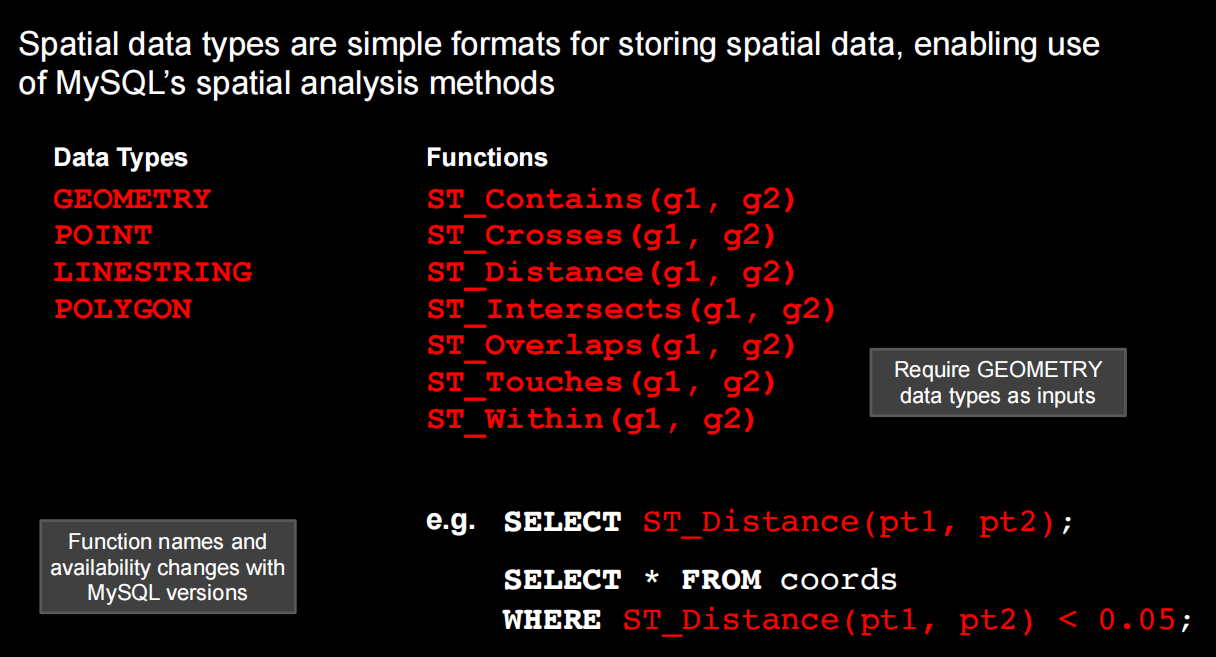 Spatial data types are simple formats for storing spatial data, enabling use
of MySQL’s spatial analysis methods
Data Types
GEOMETRY
POINT
LINESTRING
POLYGON
Functions
ST_Contains(g1, g2)
ST_Crosses(g1, g2)
ST_Distance(g1, g2)
ST_Intersects(g1, g2)
ST_Overlaps(g1, g2)
ST_Touches(g1, g2)
ST_Within(g1, g2)
Require GEOMETRY
data types as inputs
Function names and
availability changes with
MySQL versions
e.g. SELECT ST_Distance(pt1, pt2);
SELECT * FROM coords
WHERE ST_Distance(pt1, pt2) < 0.05;